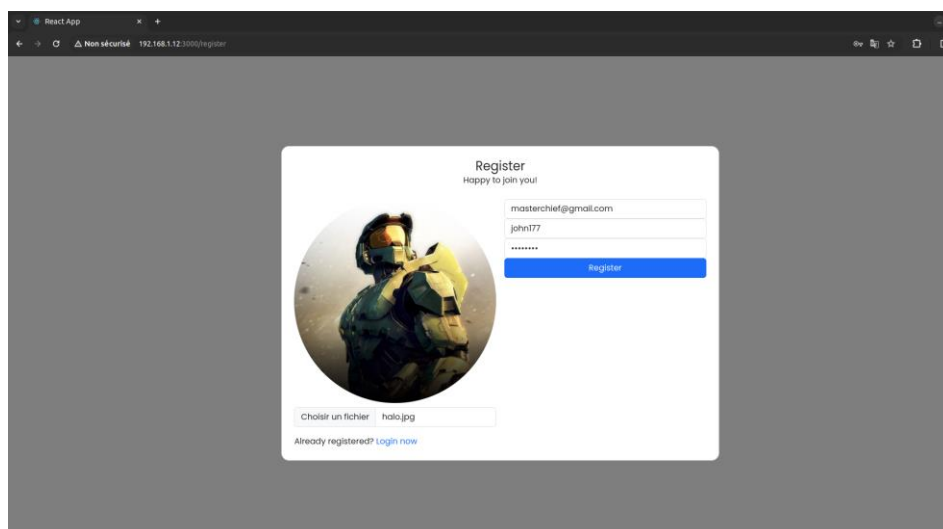 React App
Non sécurisé 192.168.1.12:3000/register
Register
Happy to join you!
masterchief@gmail.com
john177
••••••••
Register
Choisir un fichier halo.jpg
Already registered? Login now